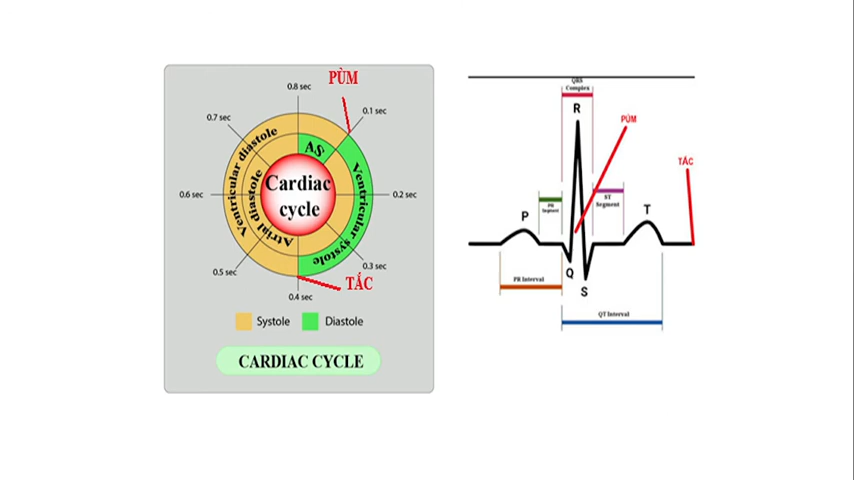 PÙM
0.8 sec
0.7 sec
0.1 sec
AS
Ventricular diastole
Atrial diastole
Ventricular systole
Cardiac
cycle
0.6 sec
0.2 sec
0.5 sec
0.3 sec
TẮC
0.4 sec
Systole
Diastole
CARDIAC CYCLE
QRS
Complex
R
PÙM
TẮC
PR
Segment
ST
Segment
P
T
Q
S
PR Interval
QT Interval